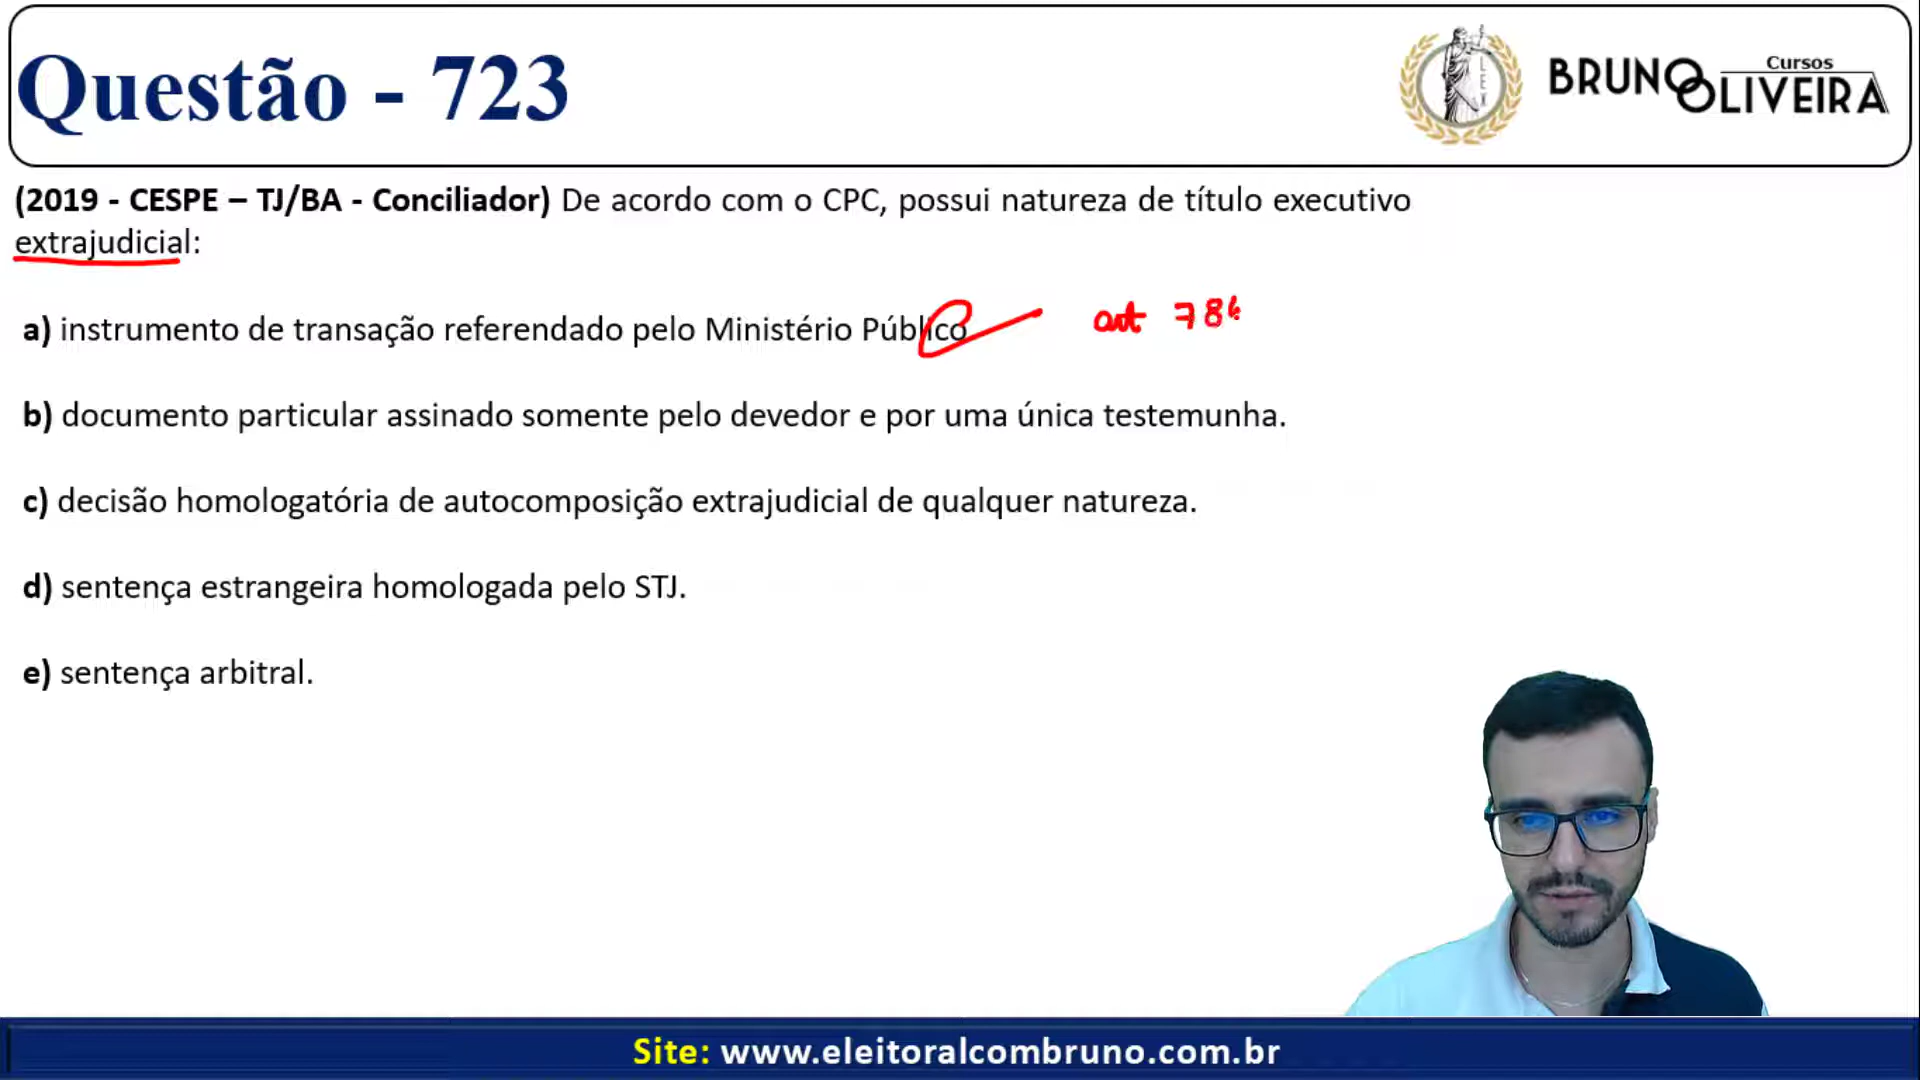 Questão - 723
Cursos
BRUNO OLIVEIRA
LEX
(2019 - CESPE – TJ/BA - Conciliador) De acordo com o CPC, possui natureza de título executivo
extrajudicial:
a) instrumento de transação referendado pelo Ministério Público
art 784
b) documento particular assinado somente pelo devedor e por uma única testemunha.
c) decisão homologatória de autocomposição extrajudicial de qualquer natureza.
d) sentença estrangeira homologada pelo STJ.
e) sentença arbitral.
Site: www.eleitoralcombruno.com.br